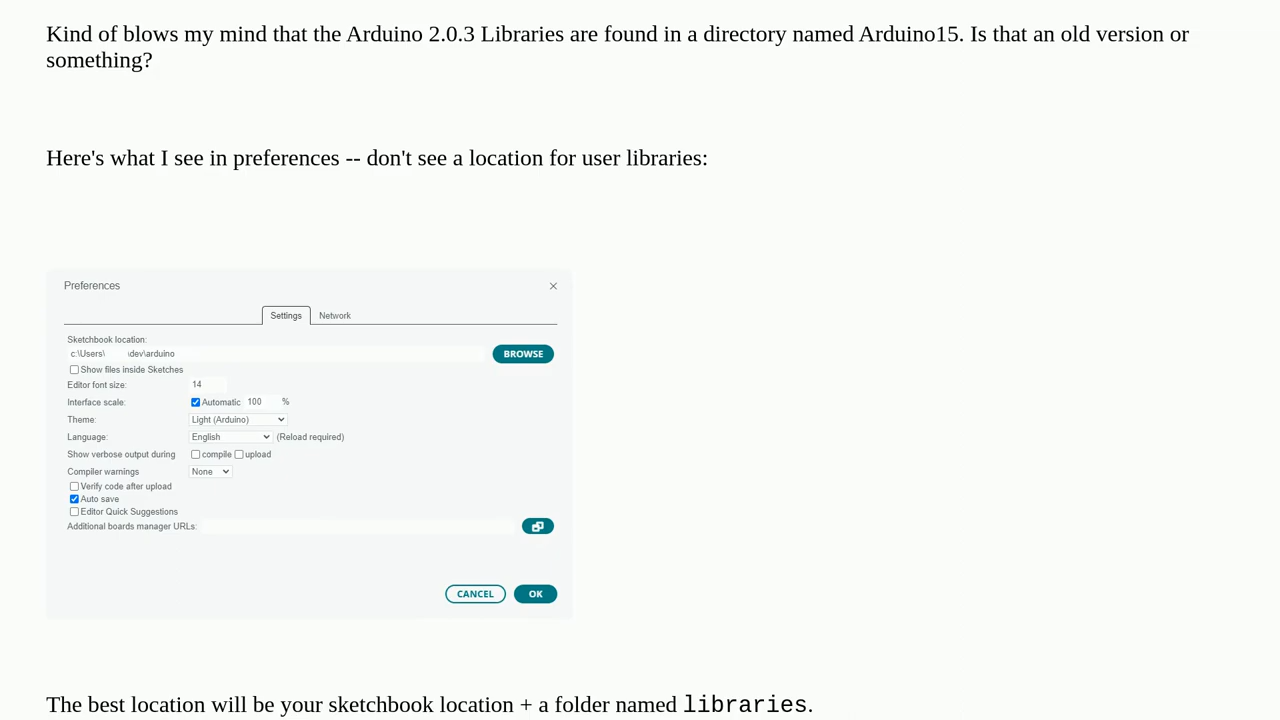 Kind of blows my mind that the Arduino 2.0.3 Libraries are found in a directory named Arduino15. Is that an old version or
something?
Here's what I see in preferences -- don't see a location for user libraries:
Preferences
Settings Network
Sketchbook location:
c:\Users\ dev\arduino BROWSE
Show files inside Sketches
Editor font size: 14
Interface scale: Automatic 100 %
Theme: Light (Arduino)
Language: English (Reload required)
Show verbose output during compile upload
Compiler warnings None
Verify code after upload
Auto save
Editor Quick Suggestions
Additional boards manager URLs:
CANCEL OK
The best location will be your sketchbook location + a folder named libraries.